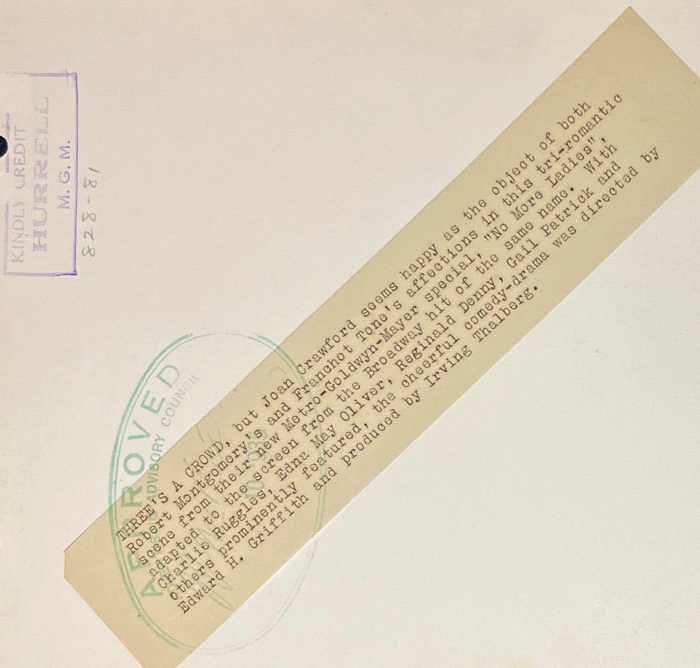 KINDLY CREDIT
HURRELL
M. G. M.
828-81
APPROVED
ADVISORY COUNCIL
THREE'S A CROWD, but Joan Crawford seems happy as the object of both
Robert Montgomery's and Franchot Tone's affections in this tri-romantic
scene from their new Metro-Goldwyn-Mayer special, "No More Ladies",
adapted to the screen from the Broadway hit of the same name. With
Charlie Ruggles, Edna May Oliver, Reginald Denny, Gail Patrick and
others prominently featured, the cheerful comedy-drama was directed by
Edward H. Griffith and produced by Irving Thalberg.